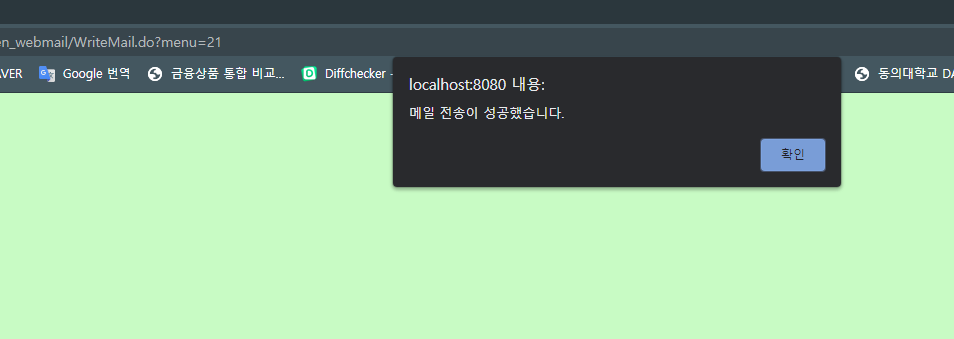 en_webmail/WriteMail.do?menu=21
VER
Google 번역
금융상품 통합 비교...
Diffchecker -
동의대학교 DA
localhost:8080 내용:
메일 전송이 성공했습니다.
확인